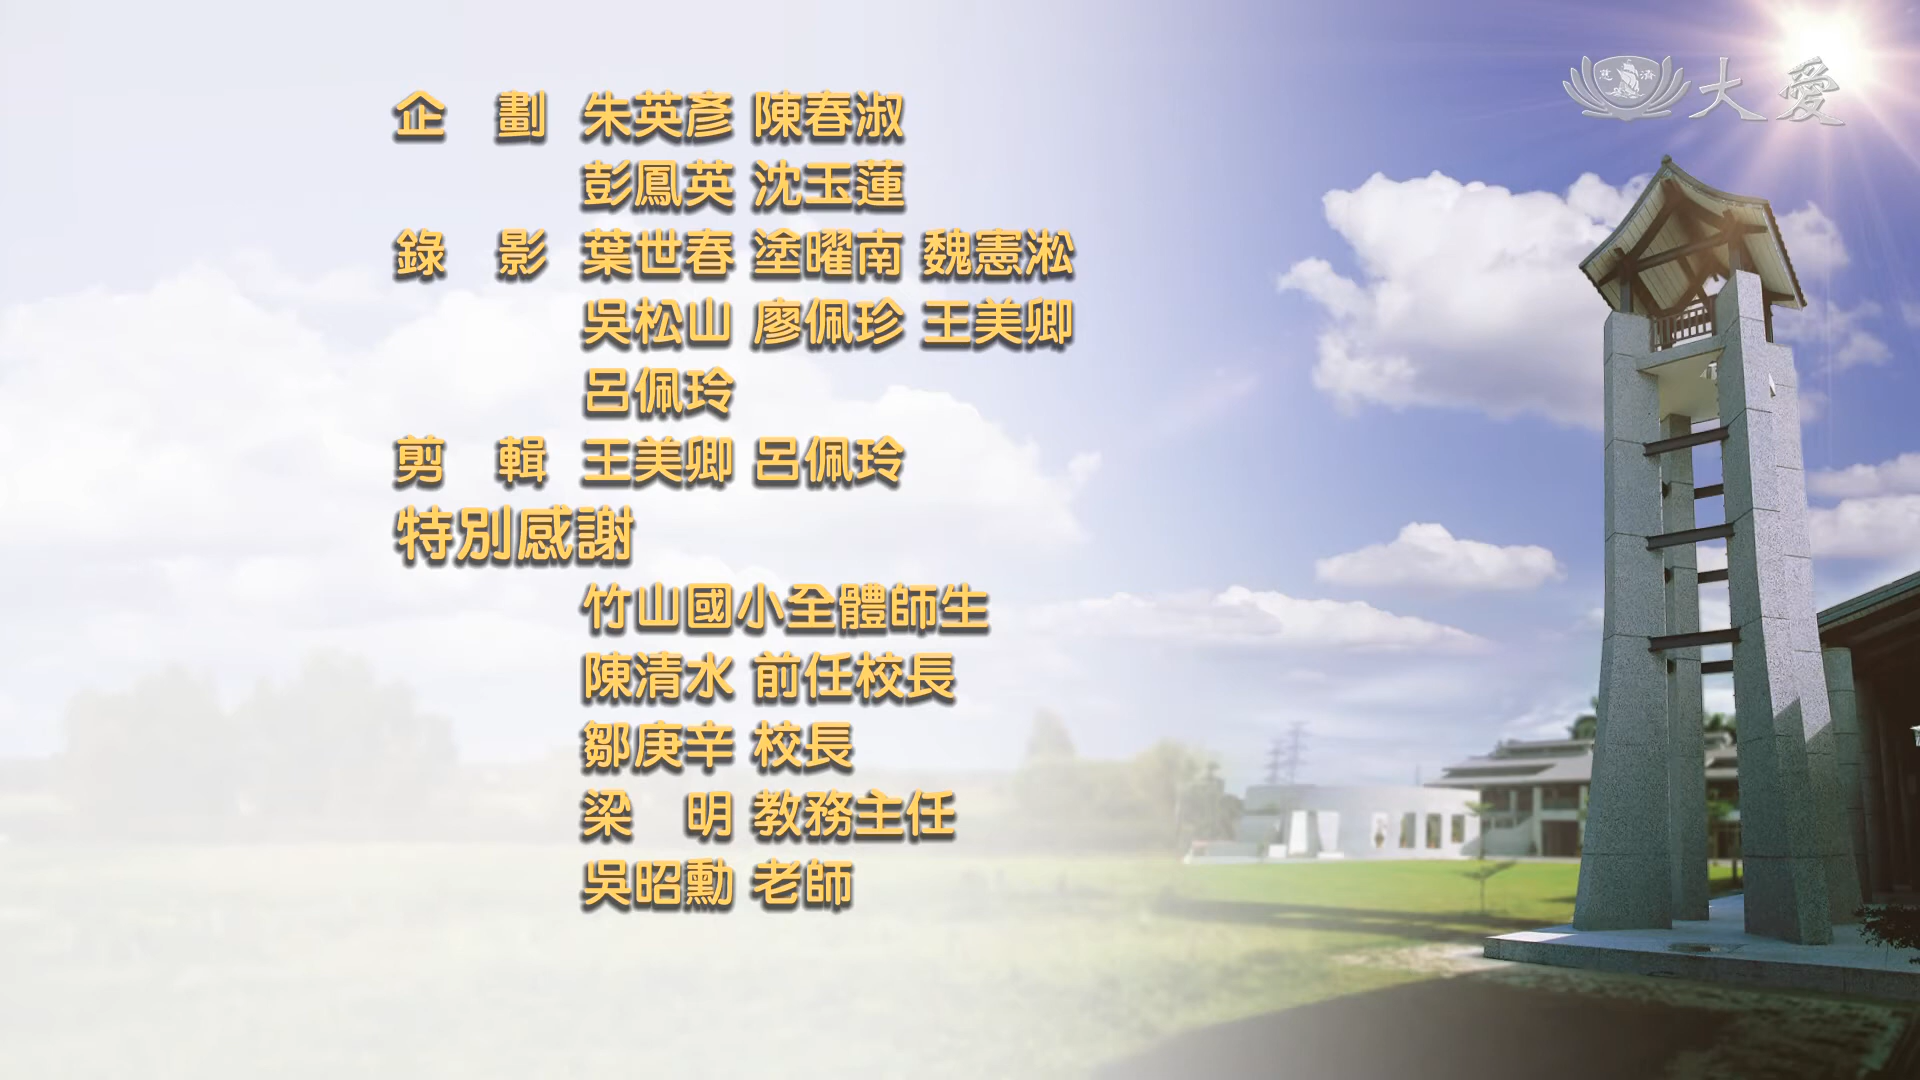 慈濟 大愛
企　劃 朱英彥 陳春淑
彭鳳英 沈玉蓮
錄　影 葉世春 塗曜南 魏憲淞
吳松山 廖佩珍 王美卿
呂佩玲
剪　輯 王美卿 呂佩玲
特別感謝
竹山國小全體師生
陳清水 前任校長
鄒庚辛 校長
梁　明 教務主任
吳昭勳 老師